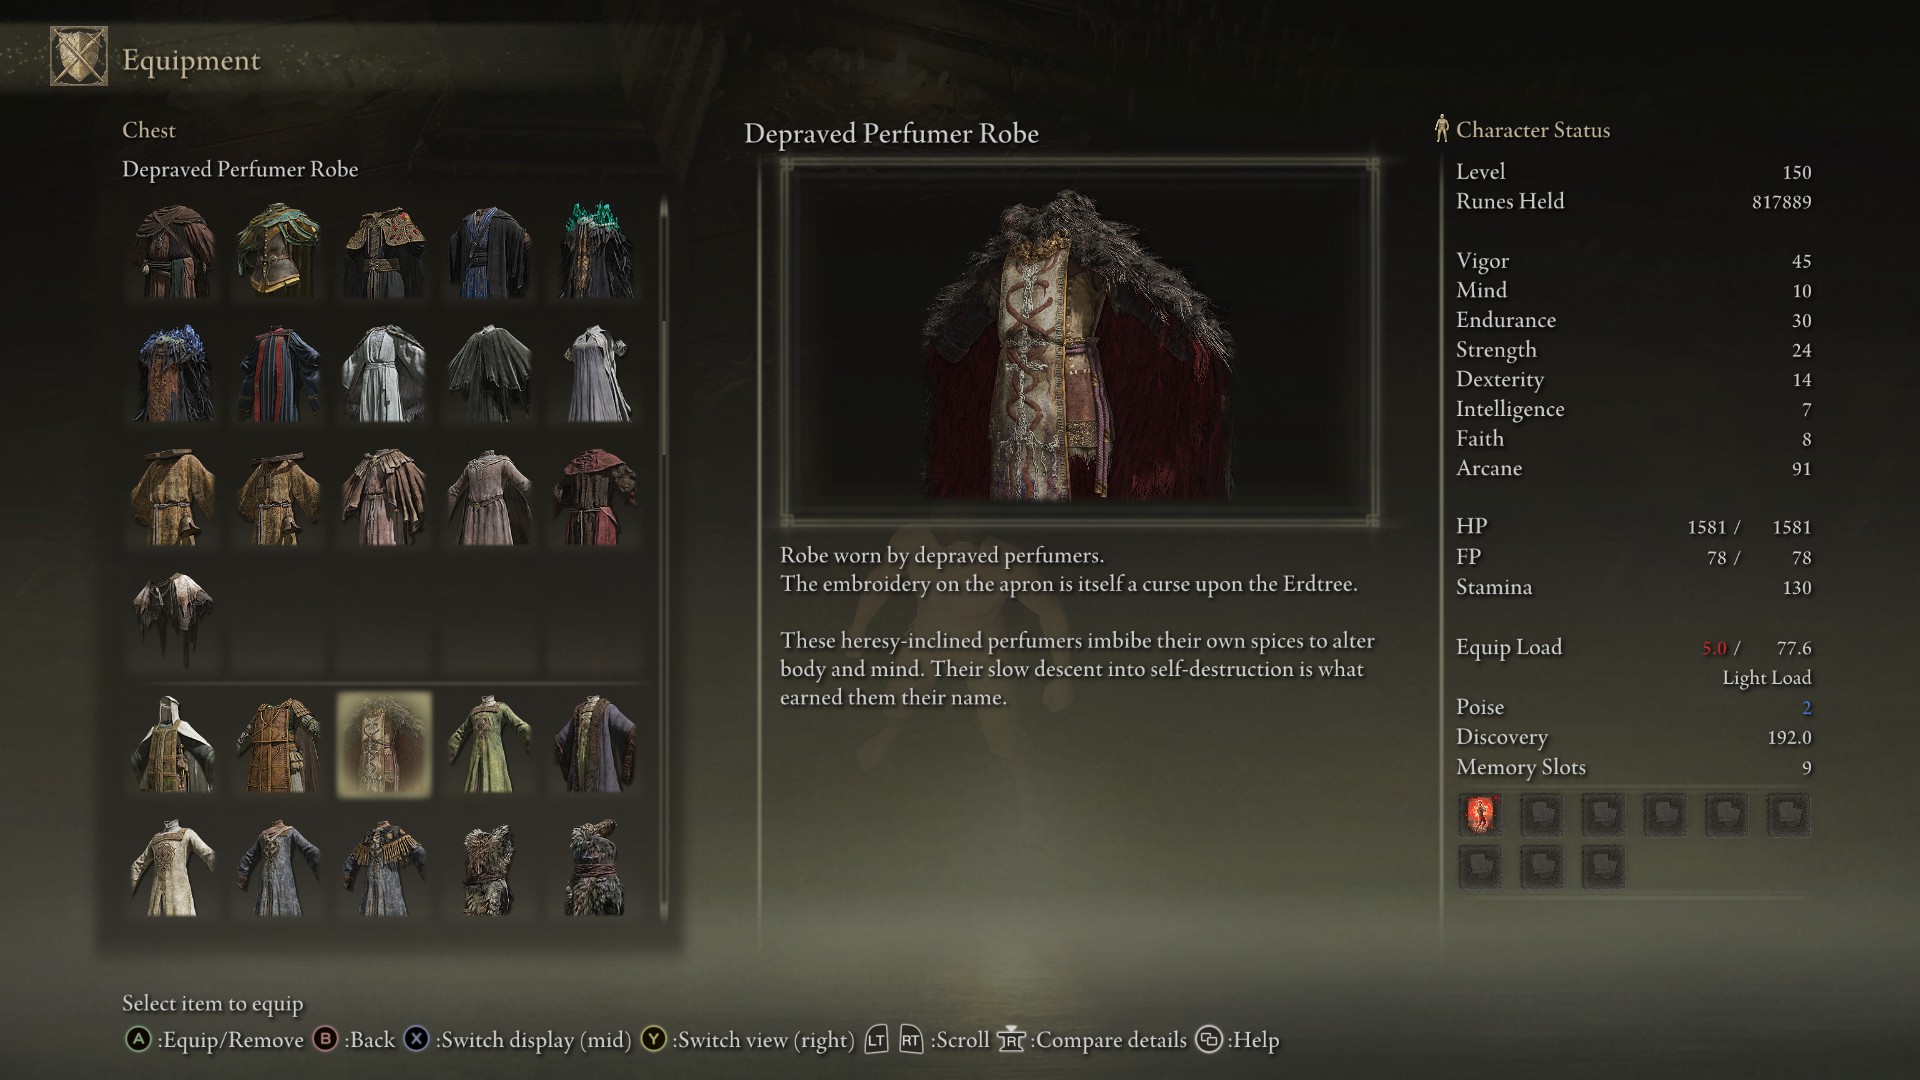 Equipment
Chest
Depraved Perfumer Robe
Depraved Perfumer Robe
Robe worn by depraved perfumers.
The embroidery on the apron is itself a curse upon the Erdtree.
These heresy-inclined perfumers imbibe their own spices to alter
body and mind. Their slow descent into self-destruction is what
earned them their name.
Character Status
Level 150
Runes Held 817889
Vigor 45
Mind 10
Endurance 30
Strength 24
Dexterity 14
Intelligence 7
Faith 8
Arcane 91
HP 1581 / 1581
FP 78 / 78
Stamina 130
Equip Load 5.0 / 77.6
Light Load
Poise 2
Discovery 192.0
Memory Slots 9
Select item to equip
A :Equip/Remove B :Back X :Switch display (mid) Y :Switch view (right) LT RT :Scroll R :Compare details :Help